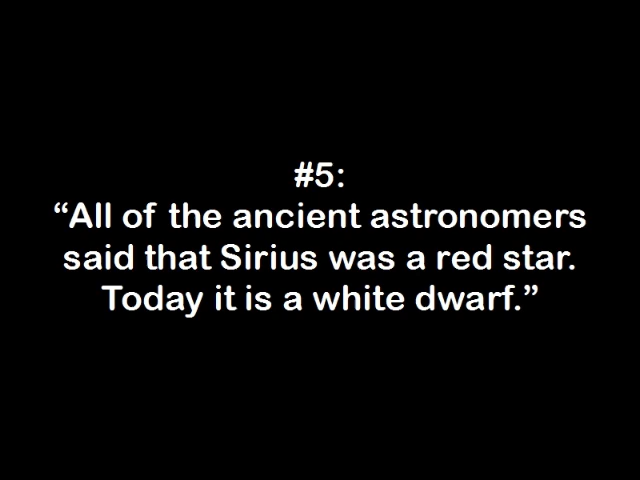 #5:
“All of the ancient astronomers
said that Sirius was a red star.
Today it is a white dwarf.”